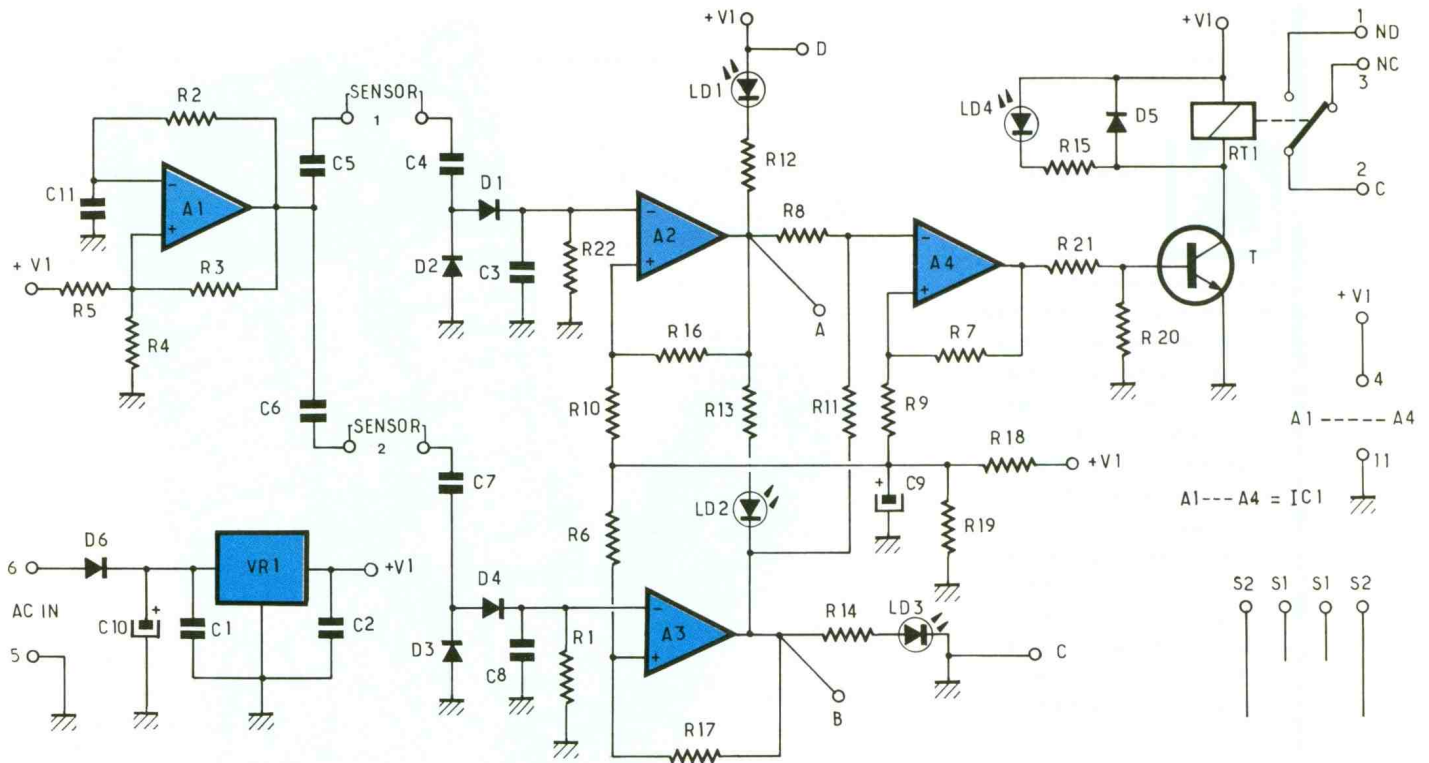 +V1
D
LD1
R12
+V1
1
ND
NC
3
LD4
D5
R15
RT1
2
C
R2
SENSOR
1
C5
C4
C11
-
A1
+
D1
-
A2
+
R8
-
A4
+
R21
T
+V1
R5
R3
R4
D2
C3
R22
A
R16
R7
R20
+V1
4
C6
R10
R13
R11
R9
A1 ------ A4
SENSOR
2
R18
+V1
C7
+
C9
11
R6
LD2
R19
A1---A4 = IC1
D6
6
VR1
+V1
AC IN
+
C10
C1
C2
5
D4
D3
C8
R1
-
A3
+
R14
LD3
C
B
R17
S2 S1 S1 S2